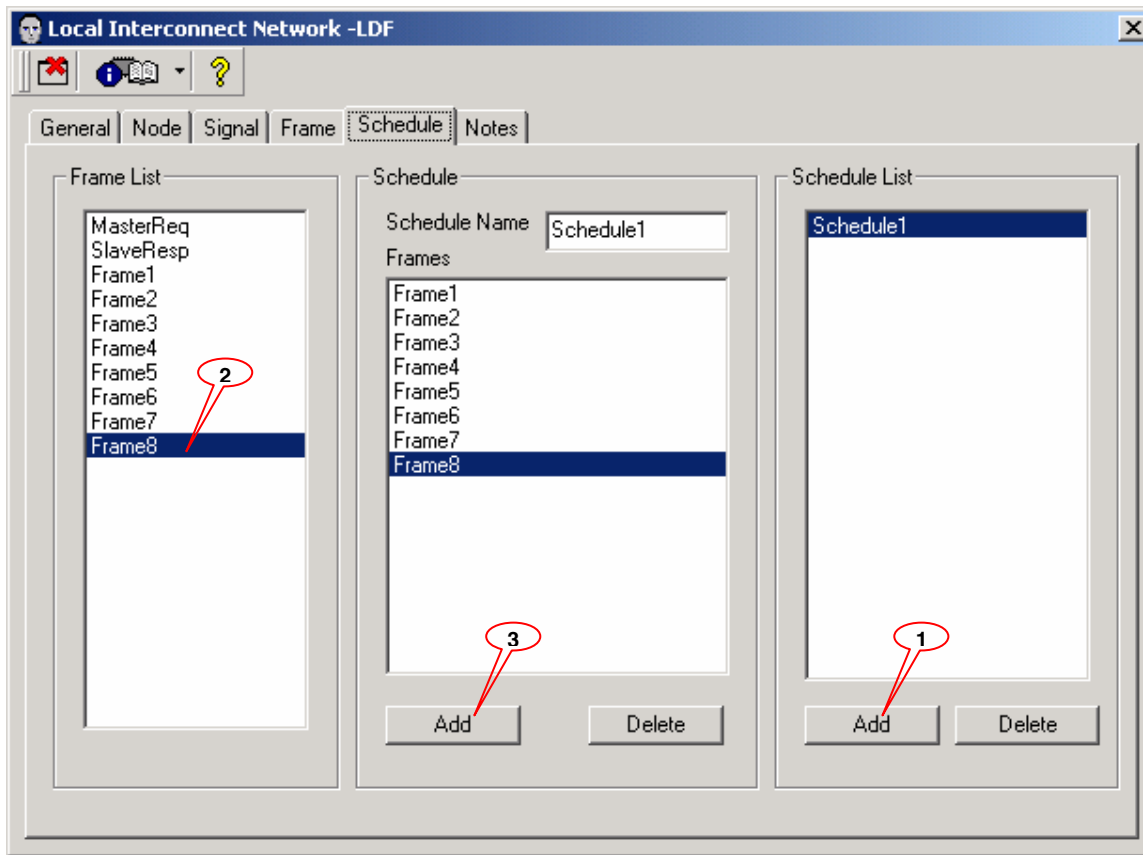 Local Interconnect Network -LDF
General Node Signal Frame Schedule Notes
Frame List
MasterReq
SlaveResp
Frame1
Frame2
Frame3
Frame4
Frame5
Frame6
Frame7
Frame8
2
Schedule
Schedule Name Schedule1
Frames
Frame1
Frame2
Frame3
Frame4
Frame5
Frame6
Frame7
Frame8
3
Add Delete
Schedule List
Schedule1
1
Add Delete